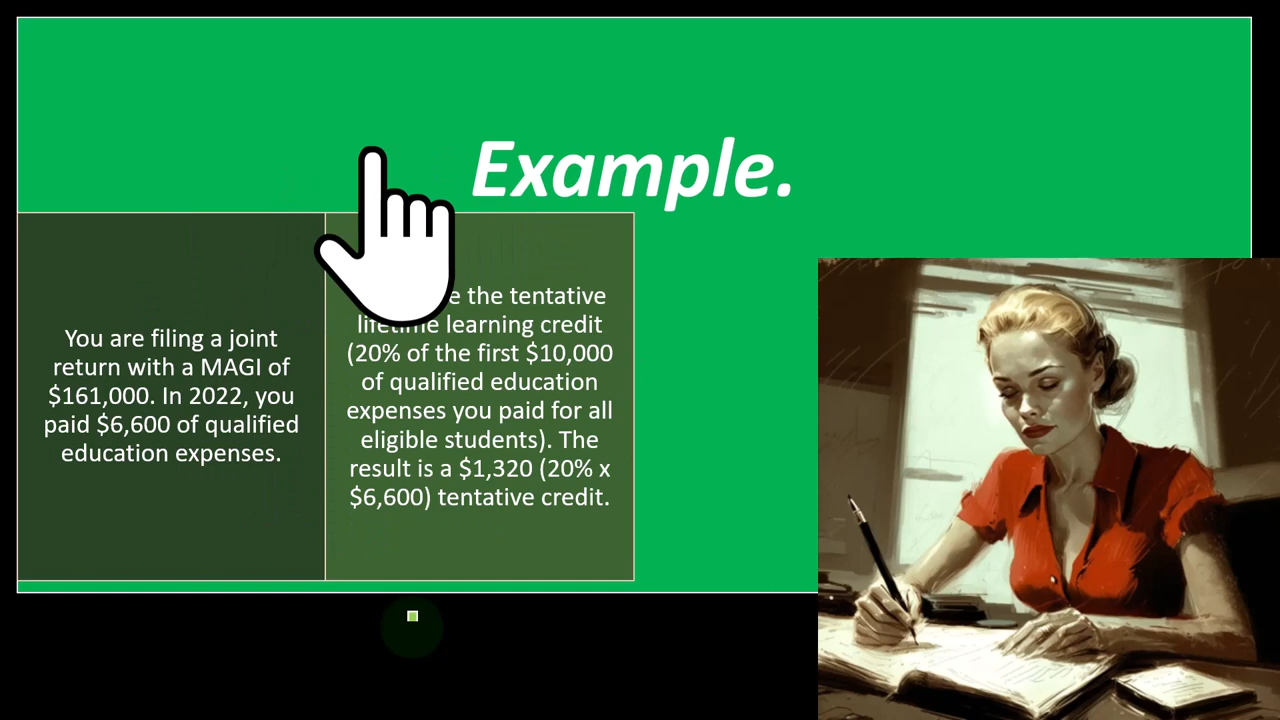 Example.
You are filing a joint
return with a MAGI of
$161,000. In 2022, you
paid $6,600 of qualified
education expenses.
the tentative
lifetime learning credit
(20% of the first $10,000
of qualified education
expenses you paid for all
eligible students). The
result is a $1,320 (20% x
$6,600) tentative credit.